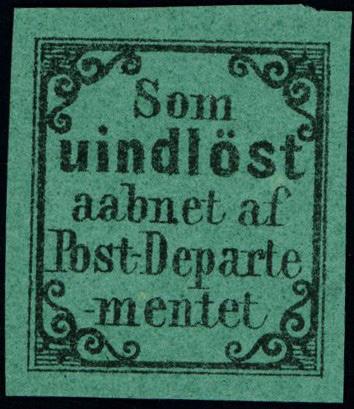 Som
uindlöst
aabnet af
Post-Departe
-mentet